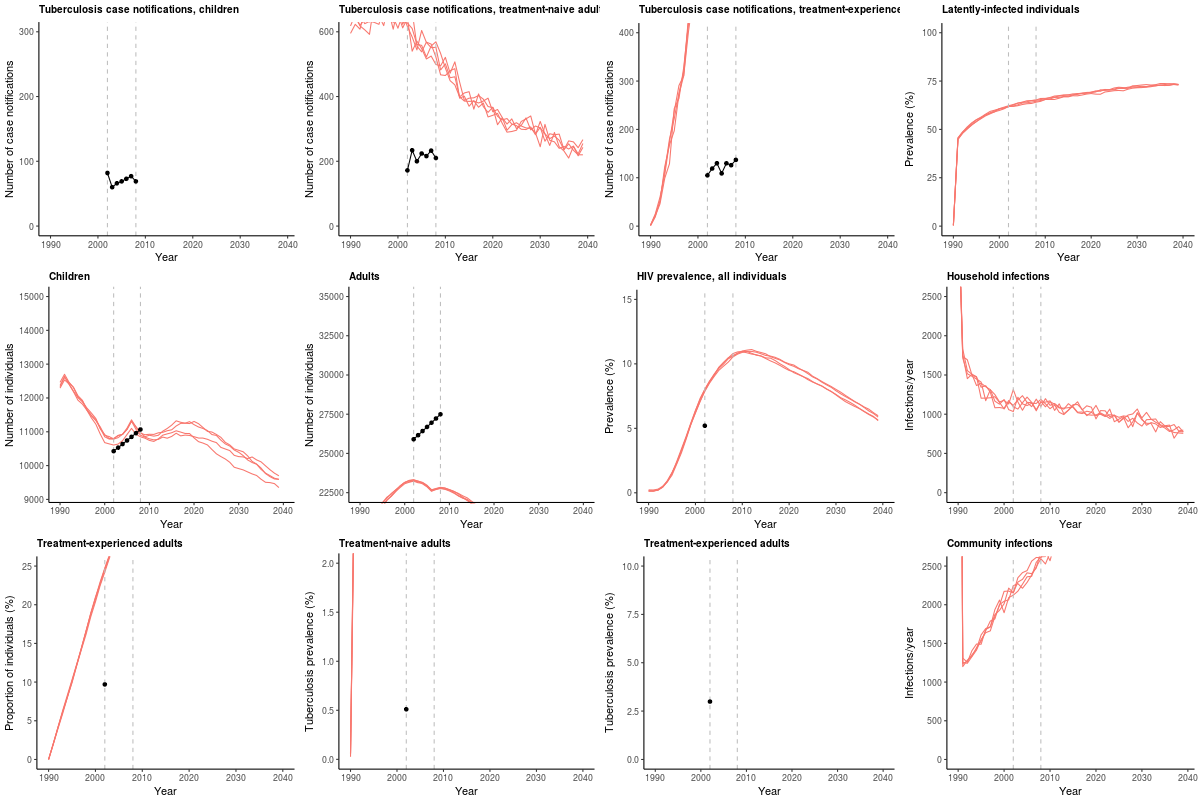 Tuberculosis case notifications, children
Number of case notifications
300
200
100
0
1990 2000 2010 2020 2030 2040
Year
Tuberculosis case notifications, treatment-naive adul
Number of case notifications
600
400
200
0
1990 2000 2010 2020 2030 2040
Year
Tuberculosis case notifications, treatment-experience
Number of case notifications
400
300
200
100
0
1990 2000 2010 2020 2030 2040
Year
Latently-infected individuals
Prevalence (%)
100
75
50
25
0
1990 2000 2010 2020 2030 2040
Year
Children
Number of individuals
15000
14000
13000
12000
11000
10000
9000
1990 2000 2010 2020 2030 2040
Year
Adults
Number of individuals
35000
32500
30000
27500
25000
22500
1990 2000 2010 2020 2030 2040
Year
HIV prevalence, all individuals
Prevalence (%)
15
10
5
0
1990 2000 2010 2020 2030 2040
Year
Household infections
Infections/year
2500
2000
1500
1000
500
0
1990 2000 2010 2020 2030 2040
Year
Treatment-experienced adults
Proportion of individuals (%)
25
20
15
10
5
0
1990 2000 2010 2020 2030 2040
Year
Treatment-naive adults
Tuberculosis prevalence (%)
2.0
1.5
1.0
0.5
0.0
1990 2000 2010 2020 2030 2040
Year
Treatment-experienced adults
Tuberculosis prevalence (%)
10.0
7.5
5.0
2.5
0.0
1990 2000 2010 2020 2030 2040
Year
Community infections
Infections/year
2500
2000
1500
1000
500
0
1990 2000 2010 2020 2030 2040
Year